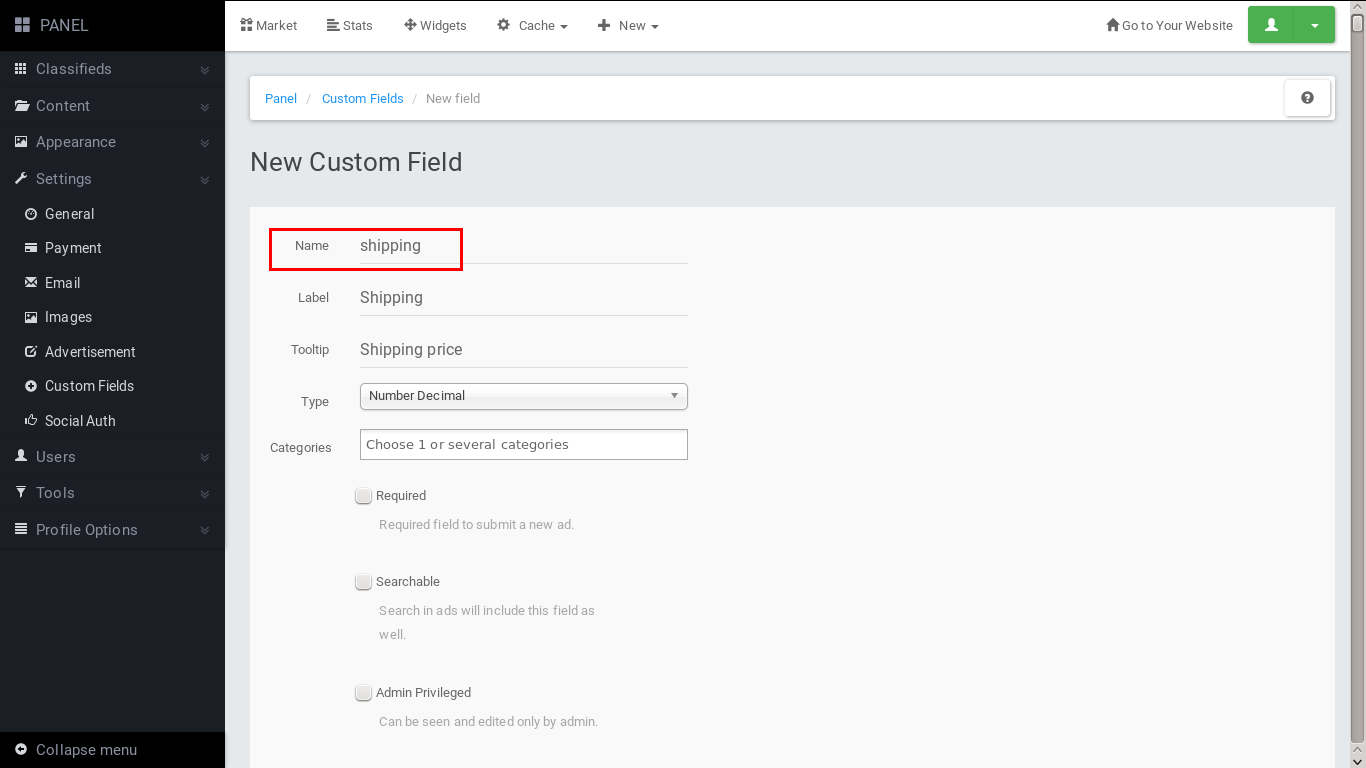 PANEL
Market
Stats
Widgets
Cache
New
Go to Your Website
Classifieds
Content
Appearance
Settings
General
Payment
Email
Images
Advertisement
Custom Fields
Social Auth
Users
Tools
Profile Options
Collapse menu
Panel / Custom Fields / New field
New Custom Field
Name shipping
Label Shipping
Tooltip Shipping price
Type Number Decimal
Categories Choose 1 or several categories
Required
Required field to submit a new ad.
Searchable
Search in ads will include this field as
well.
Admin Privileged
Can be seen and edited only by admin.